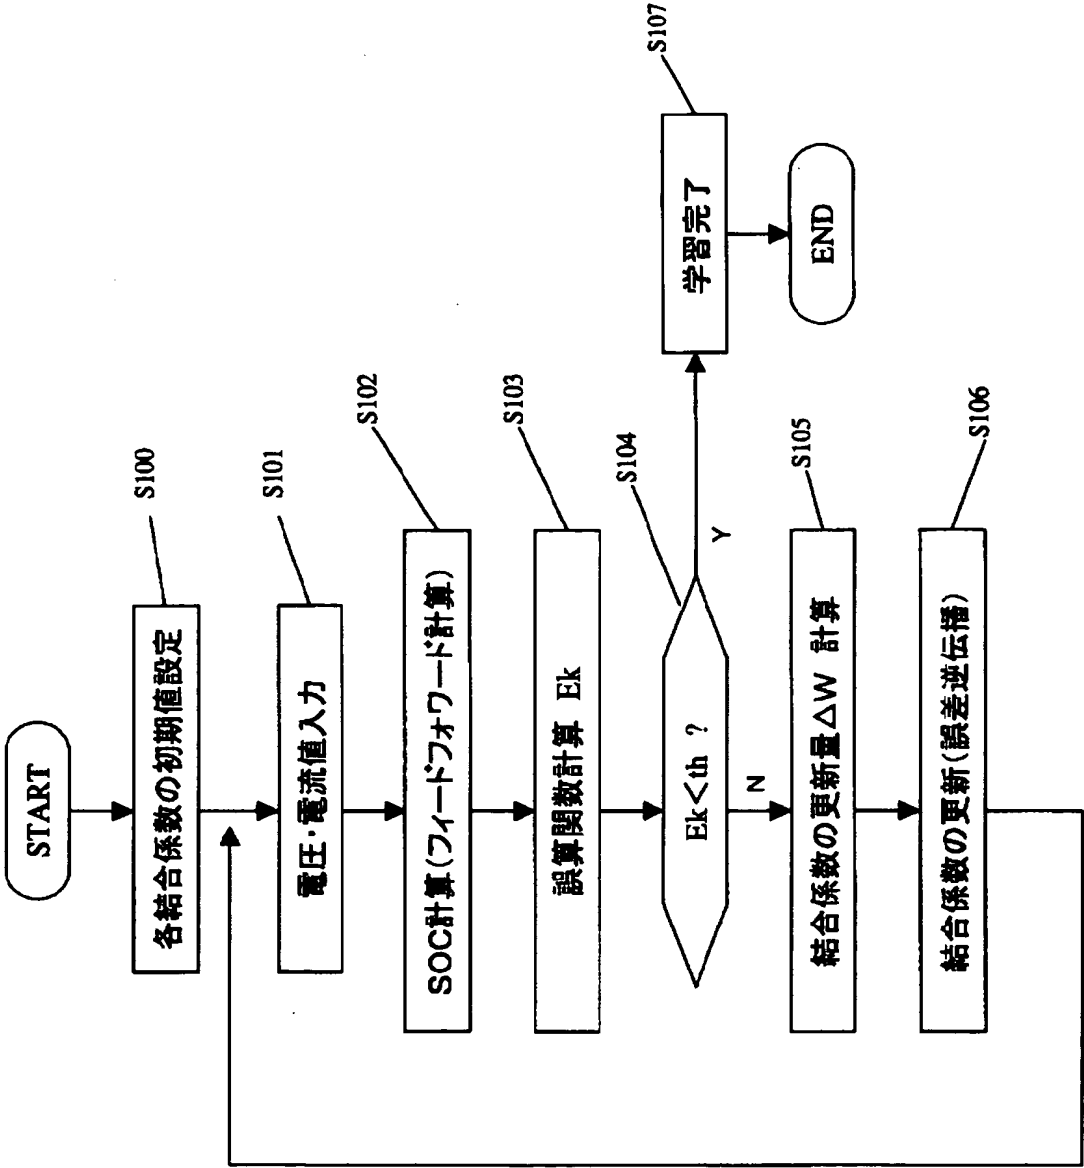 START
各結合係数の初期値設定
S100
電圧・電流値入力
S101
SOC計算(フィードフォワード計算)
S102
誤算関数計算 Ek
S103
Ek<th ?
S104
Y
N
結合係数の更新量△W 計算
S105
結合係数の更新(誤差逆伝播)
S106
学習完了
S107
END